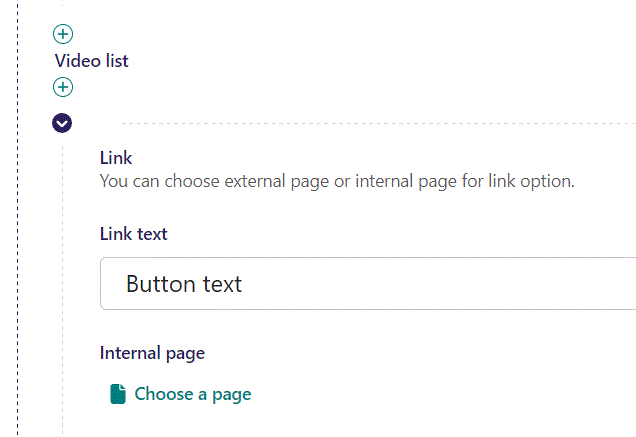 Video list
Link
You can choose external page or internal page for link option.
Link text
Button text
Internal page
Choose a page